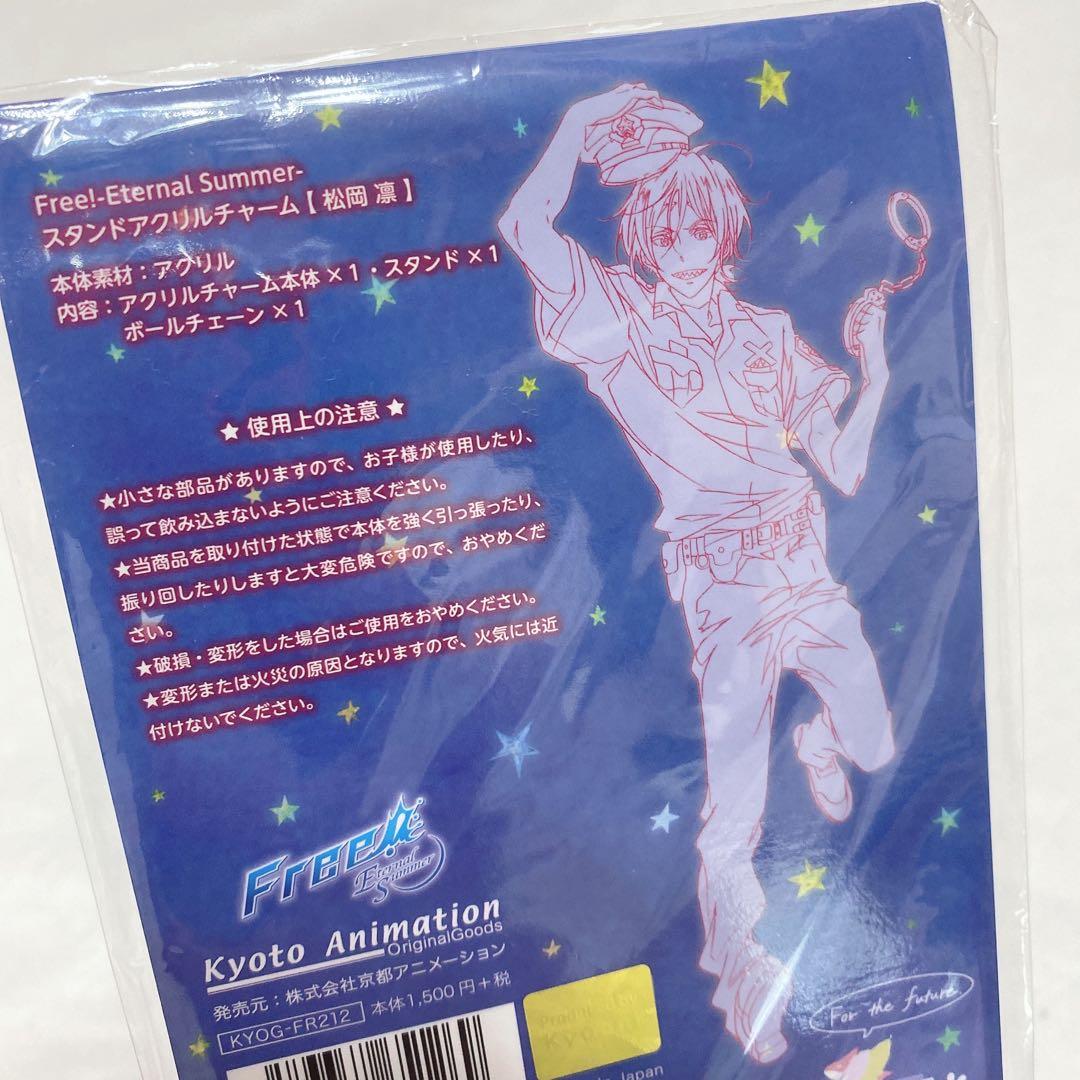 Free!-Eternal Summer-
スタンドアクリルチャーム【 松岡 凛 】
本体素材：アクリル
内容：アクリルチャーム本体×1・スタンド×1
ボールチェーン×1
★ 使用上の注意 ★
★小さな部品がありますので、お子様が使用したり、
誤って飲み込まないようにご注意ください。
★当商品を取り付けた状態で本体を強く引っ張ったり、
振り回したりしますと大変危険ですので、おやめくだ
さい。
★破損・変形をした場合はご使用をおやめください。
★変形または火災の原因となりますので、火気には近
付けないでください。
Free!
Eternal
Summer
Kyoto Animation
OriginalGoods
発売元：株式会社京都アニメーション
KYOG-FR212 本体1,500円+税
For the future
Japan